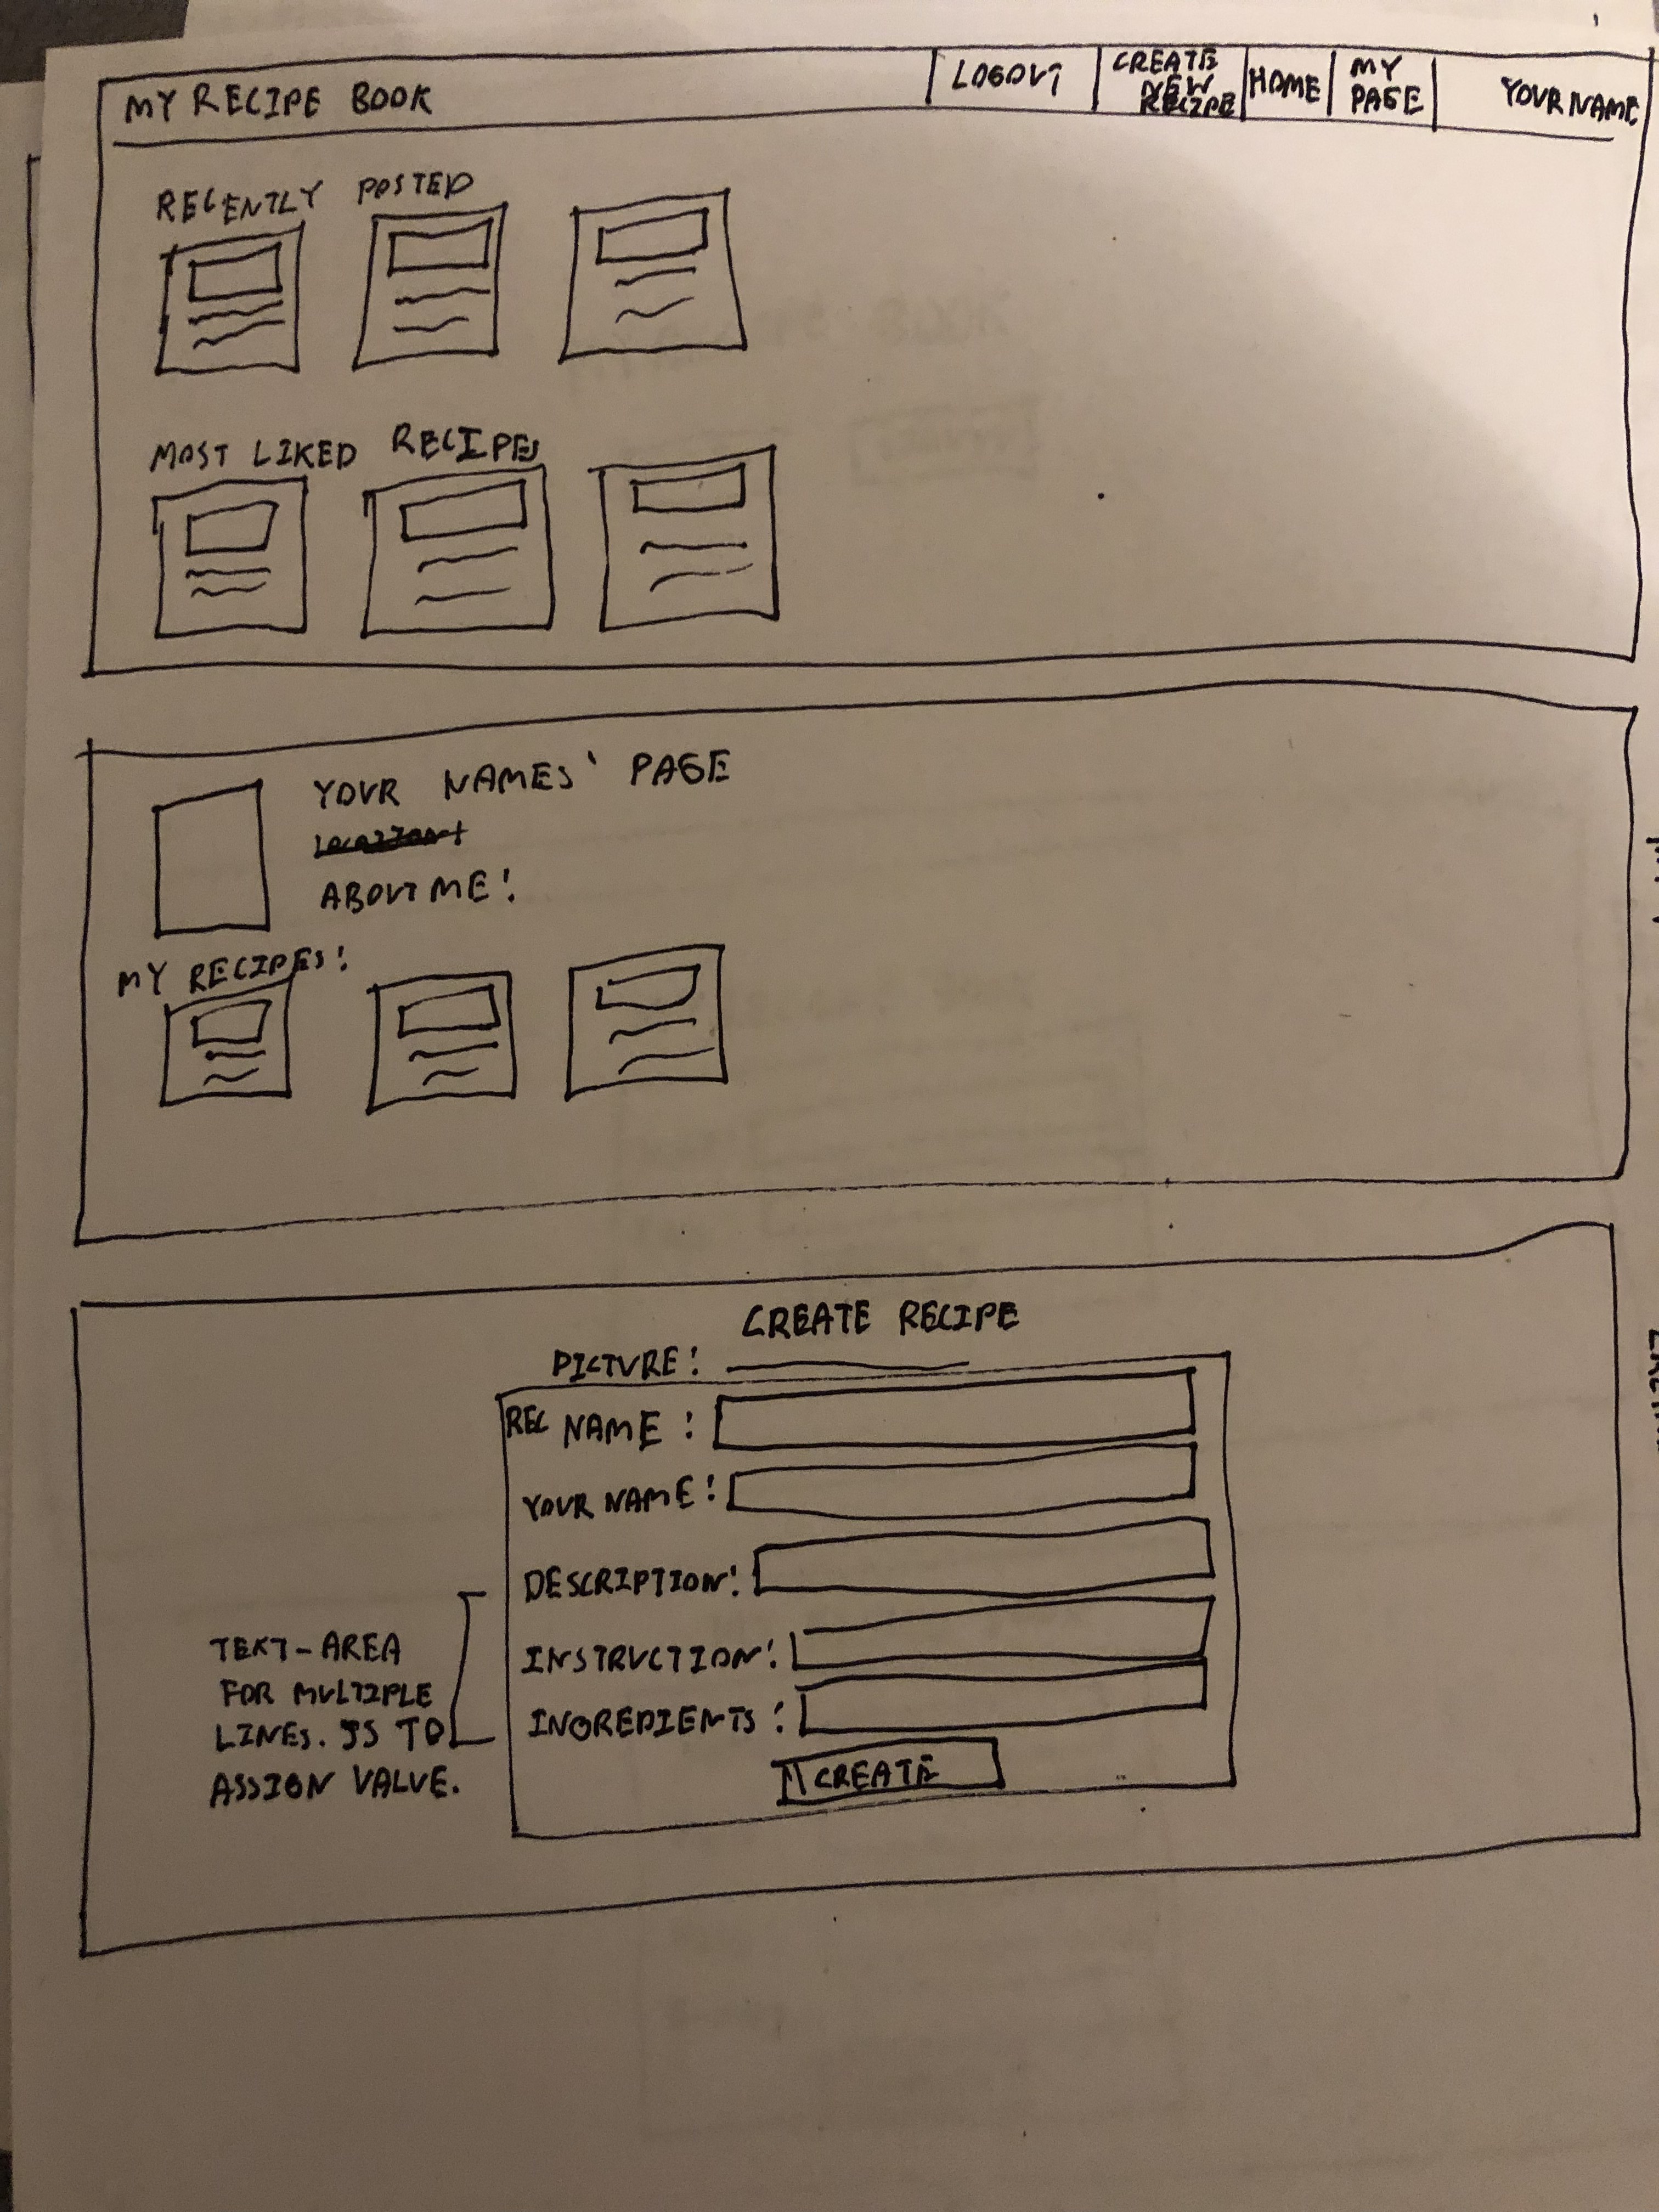 MY RECIPE BOOK
LOGOUT
CREATE
NEW
RECIPE
HOME
MY
PAGE
YOUR NAME
RECENTLY POSTED
MOST LIKED RECIPES
YOUR NAMES' PAGE
ABOUT ME:
MY RECIPES:
CREATE RECIPE
PICTURE:
REC NAME :
YOUR NAME:
DESCRIPTION:
INSTRUCTION:
INGREDIENTS :
CREATE
TEXT-AREA
FOR MULTIPLE
LINES. JS TO
ASSIGN VALUE.